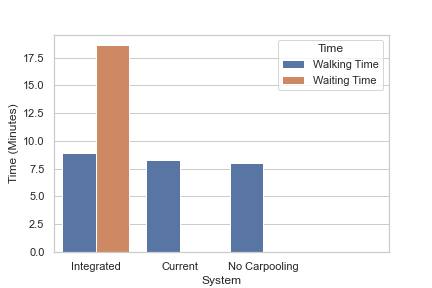 Time (Minutes)
17.5
15.0
12.5
10.0
7.5
5.0
2.5
0.0
Time
Walking Time
Waiting Time
Integrated
Current
No Carpooling
System